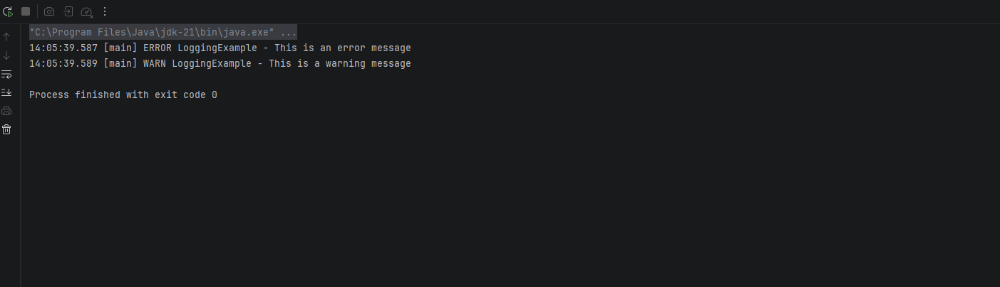 "C:\Program Files\Java\jdk-21\bin\java.exe" ...
14:05:39.587 [main] ERROR LoggingExample - This is an error message
14:05:39.589 [main] WARN LoggingExample - This is a warning message
Process finished with exit code 0